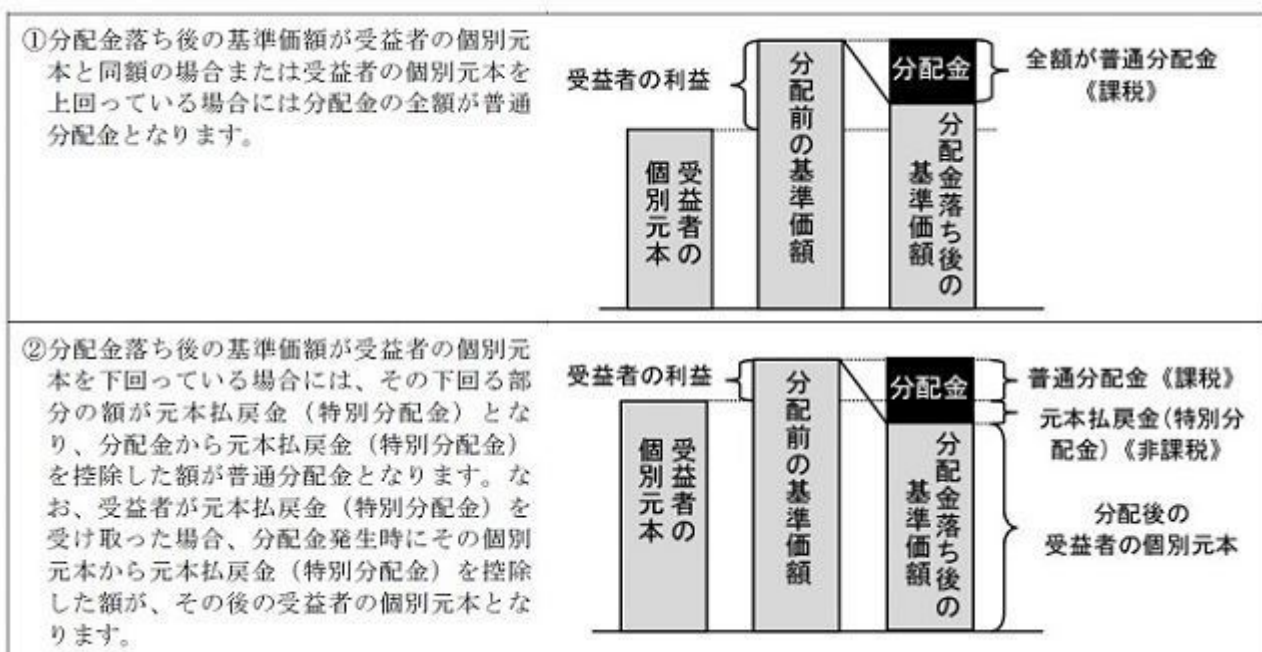 ①分配金落ち後の基準価額が受益者の個別元
本と同額の場合または受益者の個別元本を
上回っている場合には分配金の全額が普通
分配金となります。
受益者の利益
受益者の
個別元本
分配前の基準価額
分配金
分配金落ち後の
基準価額
全額が普通分配金
《課税》
②分配金落ち後の基準価額が受益者の個別元
本を下回っている場合には、その下回る部
分の額が元本払戻金（特別分配金）とな
り、分配金から元本払戻金（特別分配金）
を控除した額が普通分配金となります。な
お、受益者が元本払戻金（特別分配金）を
受け取った場合、分配金発生時にその個別
元本から元本払戻金（特別分配金）を控除
した額が、その後の受益者の個別元本とな
ります。
受益者の利益
受益者の
個別元本
分配前の基準価額
分配金
分配金落ち後の
基準価額
普通分配金《課税》
元本払戻金(特別分
配金)《非課税》
分配後の
受益者の個別元本